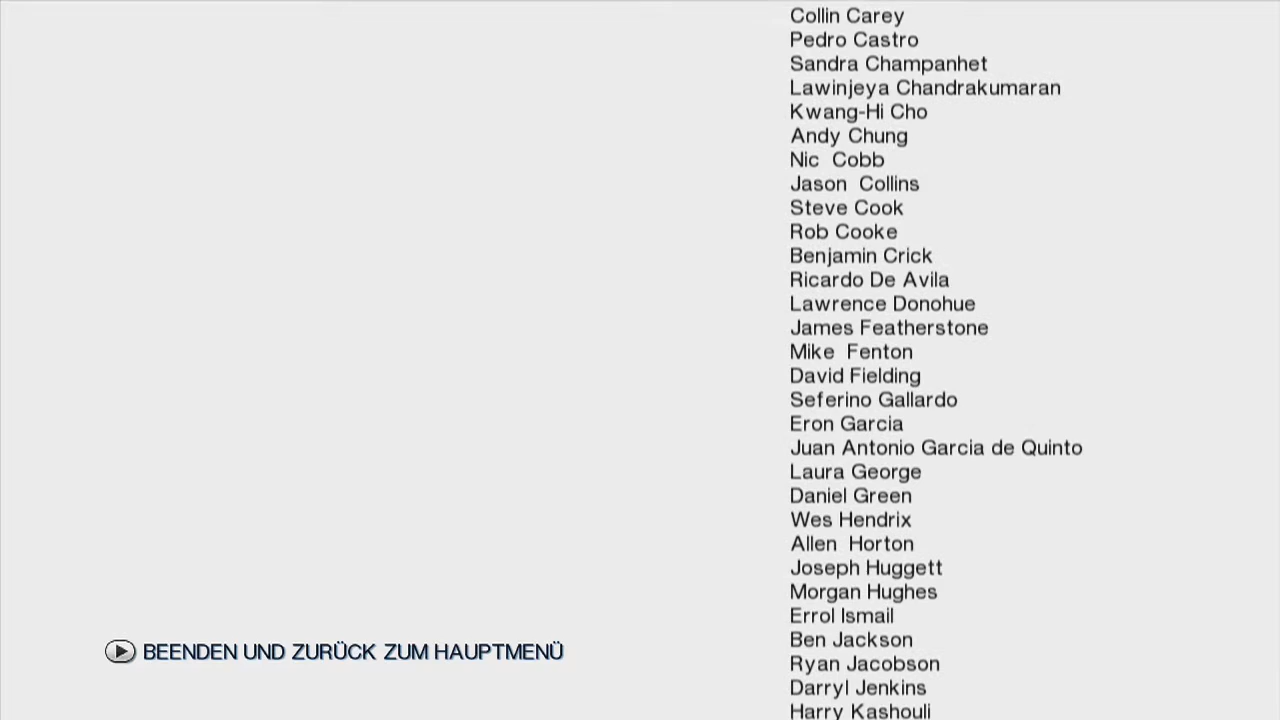 Collin Carey
Pedro Castro
Sandra Champanhet
Lawinjeya Chandrakumaran
Kwang-Hi Cho
Andy Chung
Nic  Cobb
Jason  Collins
Steve Cook
Rob Cooke
Benjamin Crick
Ricardo De Avila
Lawrence Donohue
James Featherstone
Mike  Fenton
David Fielding
Seferino Gallardo
Eron Garcia
Juan Antonio Garcia de Quinto
Laura George
Daniel Green
Wes Hendrix
Allen  Horton
Joseph Huggett
Morgan Hughes
Errol Ismail
Ben Jackson
Ryan Jacobson
Darryl Jenkins
Harry Kashouli
BEENDEN UND ZURÜCK ZUM HAUPTMENÜ